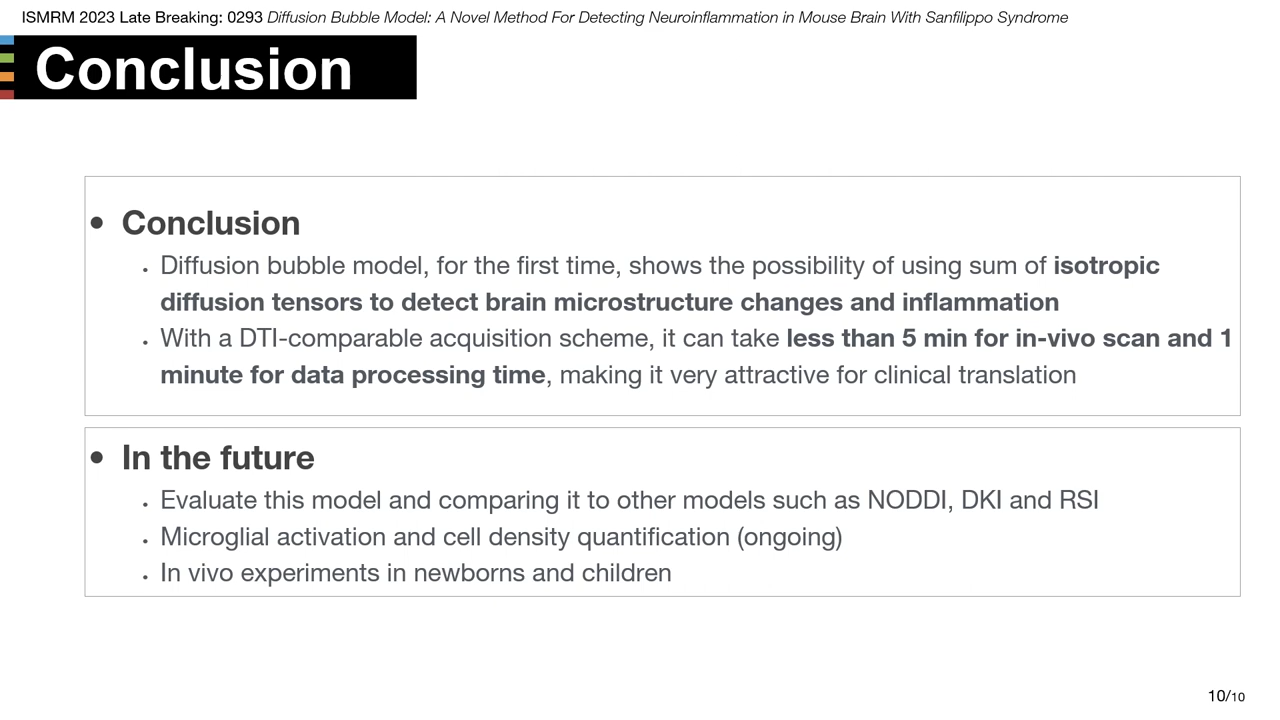 ISMRM 2023 Late Breaking: 0293 Diffusion Bubble Model: A Novel Method For Detecting Neuroinflammation in Mouse Brain With Sanfilippo Syndrome
Conclusion
• Conclusion
• Diffusion bubble model, for the first time, shows the possibility of using sum of isotropic
diffusion tensors to detect brain microstructure changes and inflammation
• With a DTI-comparable acquisition scheme, it can take less than 5 min for in-vivo scan and 1
minute for data processing time, making it very attractive for clinical translation
• In the future
• Evaluate this model and comparing it to other models such as NODDI, DKI and RSI
• Microglial activation and cell density quantification (ongoing)
• In vivo experiments in newborns and children
10/10